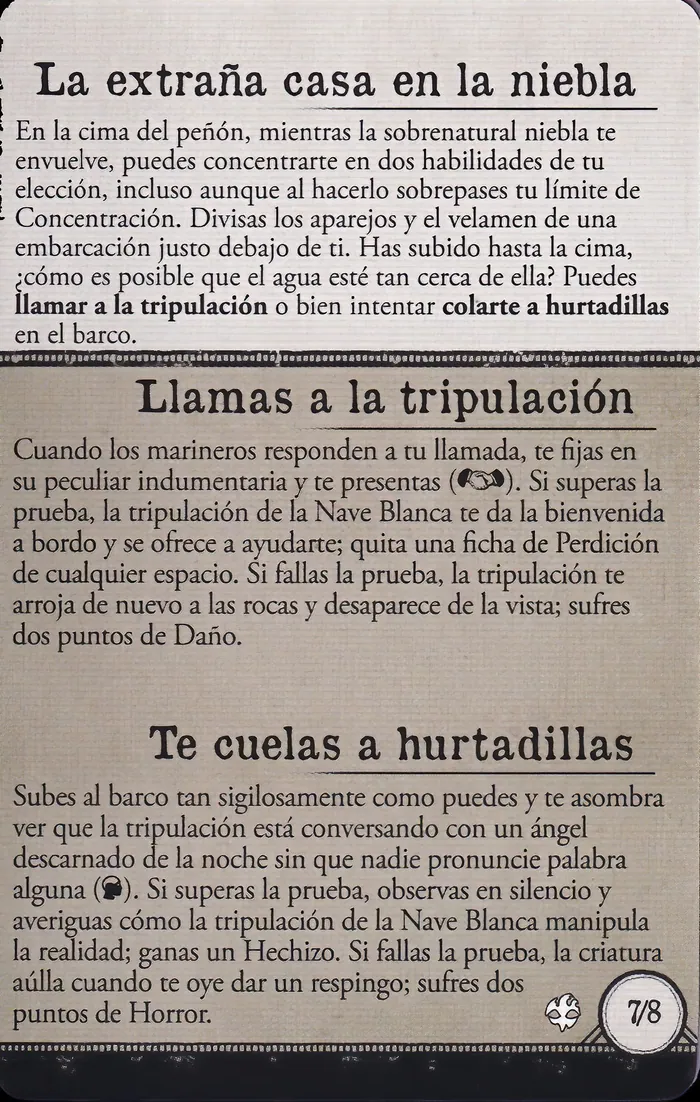 La extraña casa en la niebla
En la cima del peñón, mientras la sobrenatural niebla te
envuelve, puedes concentrarte en dos habilidades de tu
elección, incluso aunque al hacerlo sobrepases tu límite de
Concentración. Divisas los aparejos y el velamen de una
embarcación justo debajo de ti. Has subido hasta la cima,
¿cómo es posible que el agua esté tan cerca de ella? Puedes
llamar a la tripulación o bien intentar colarte a hurtadillas
en el barco.
Llamas a la tripulación
Cuando los marineros responden a tu llamada, te fijas en
su peculiar indumentaria y te presentas (). Si superas la
prueba, la tripulación de la Nave Blanca te da la bienvenida
a bordo y se ofrece a ayudarte; quita una ficha de Perdición
de cualquier espacio. Si fallas la prueba, la tripulación te
arroja de nuevo a las rocas y desaparece de la vista; sufres
dos puntos de Daño.
Te cuelas a hurtadillas
Subes al barco tan sigilosamente como puedes y te asombra
ver que la tripulación está conversando con un ángel
descarnado de la noche sin que nadie pronuncie palabra
alguna (). Si superas la prueba, observas en silencio y
averiguas cómo la tripulación de la Nave Blanca manipula
la realidad; ganas un Hechizo. Si fallas la prueba, la criatura
aúlla cuando te oye dar un respingo; sufres dos
puntos de Horror.
7/8